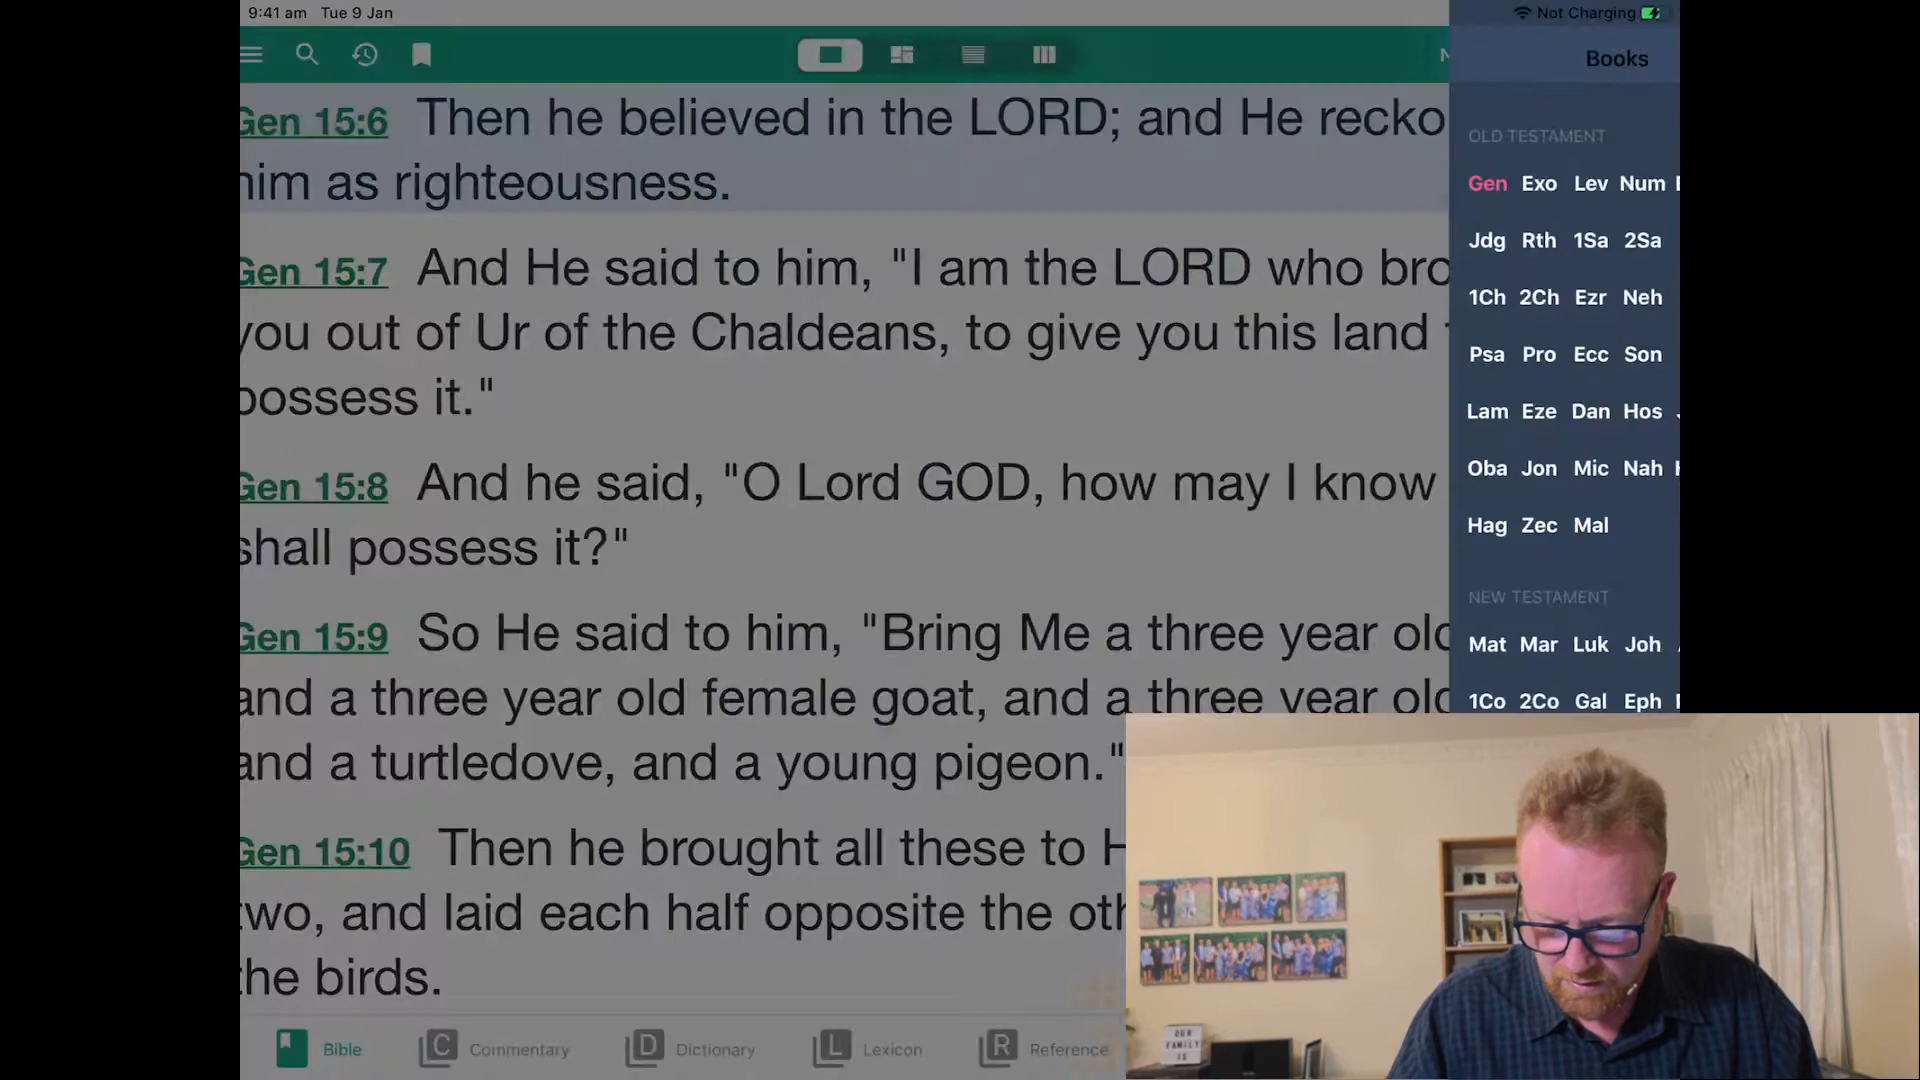 9:41 am Tue 9 Jan
Not Charging
Books
Gen 15:6 Then he believed in the LORD; and He recko
him as righteousness.
Gen 15:7 And He said to him, "I am the LORD who bro
you out of Ur of the Chaldeans, to give you this land
possess it."
Gen 15:8 And he said, "O Lord GOD, how may I know
shall possess it?"
Gen 15:9 So He said to him, "Bring Me a three year old
and a three year old female goat, and a three year old
and a turtledove, and a young pigeon."
Gen 15:10 Then he brought all these to H
two, and laid each half opposite the oth
the birds.
OLD TESTAMENT
Gen Exo Lev Num
Jdg Rth 1Sa 2Sa
1Ch 2Ch Ezr Neh
Psa Pro Ecc Son
Lam Eze Dan Hos
Oba Jon Mic Nah
Hag Zec Mal
NEW TESTAMENT
Mat Mar Luk Joh
1Co 2Co Gal Eph
C Commentary
D Dictionary
L Lexicon
R Reference
Bible
OUR
FAMILY
IS